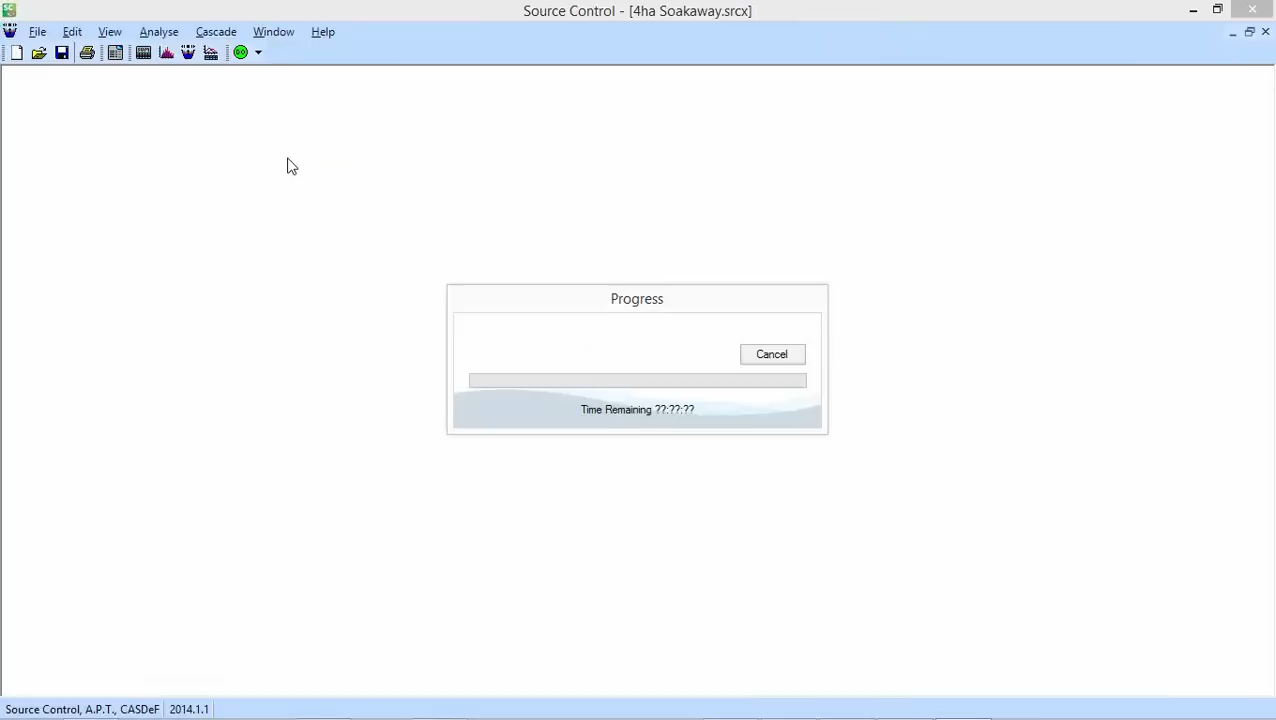 Source Control - [4ha Soakaway.srcx]
File Edit View Analyse Cascade Window Help
Progress
Cancel
Time Remaining ??:??:??
Source Control, A.P.T., CASDeF 2014.1.1